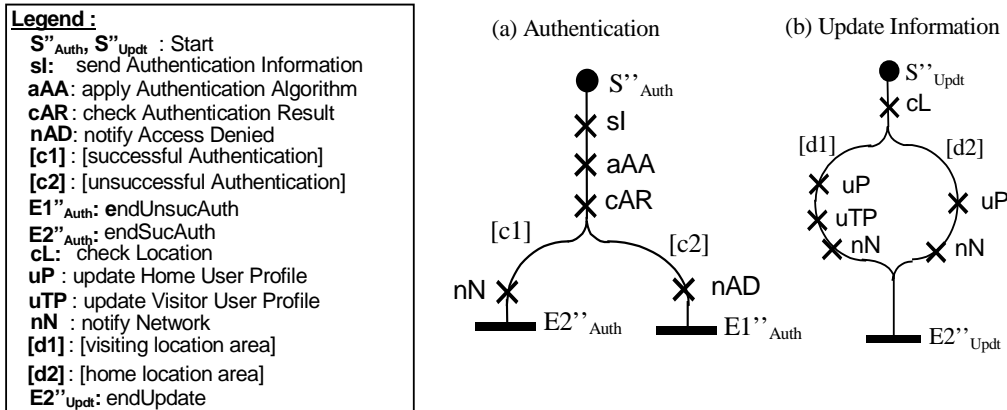 Legend :
S”Auth, S”Updt : Start
sI: send Authentication Information
aAA : apply Authentication Algorithm
cAR : check Authentication Result
nAD: notify Access Denied
[c1] : [successful Authentication]
[c2] : [unsuccessful Authentication]
E1”Auth: endUnsucAuth
E2”Auth: endSucAuth
cL: check Location
uP : update Home User Profile
uTP : update Visitor User Profile
nN : notify Network
[d1] : [visiting location area]
[d2] : [home location area]
E2”Updt: endUpdate
(a) Authentication
S’’Auth
sI
aAA
cAR
[c1]
[c2]
nN
nAD
E2’’Auth
E1’’Auth
(b) Update Information
S’’Updt
cL
[d1]
[d2]
uP
uP
uTP
nN
nN
E2’’Updt